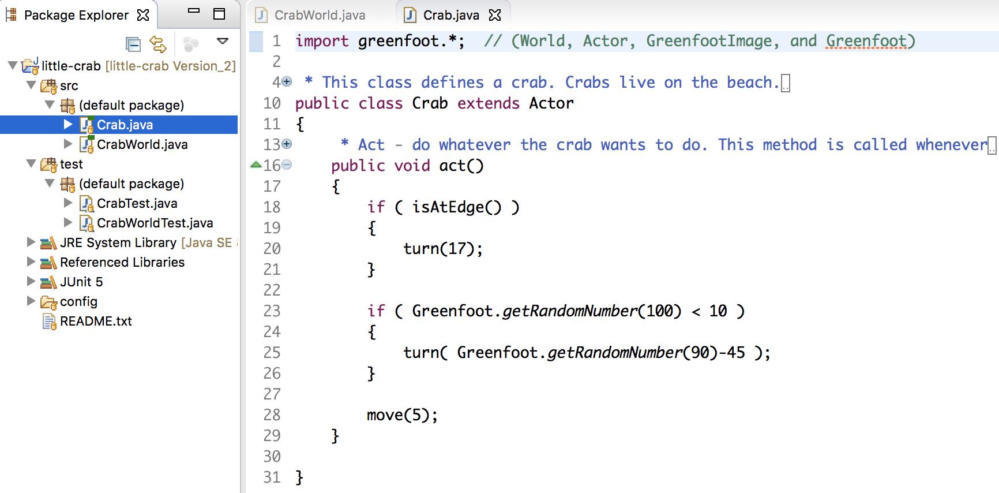 Package Explorer
little-crab [little-crab Version_2]
src
(default package)
Crab.java
CrabWorld.java
test
(default package)
CrabTest.java
CrabWorldTest.java
JRE System Library [Java SE
Referenced Libraries
JUnit 5
config
README.txt
CrabWorld.java Crab.java
1 import greenfoot.*;  // (World, Actor, GreenfootImage, and Greenfoot)
2
4 * This class defines a crab. Crabs live on the beach...
10 public class Crab extends Actor
11 {
13 * Act - do whatever the crab wants to do. This method is called whenever..
16 public void act()
17 {
18 if ( isAtEdge() )
19 {
20 turn(17);
21 }
22
23 if ( Greenfoot.getRandomNumber(100) < 10 )
24 {
25 turn( Greenfoot.getRandomNumber(90)-45 );
26 }
27
28 move(5);
29 }
30
31 }